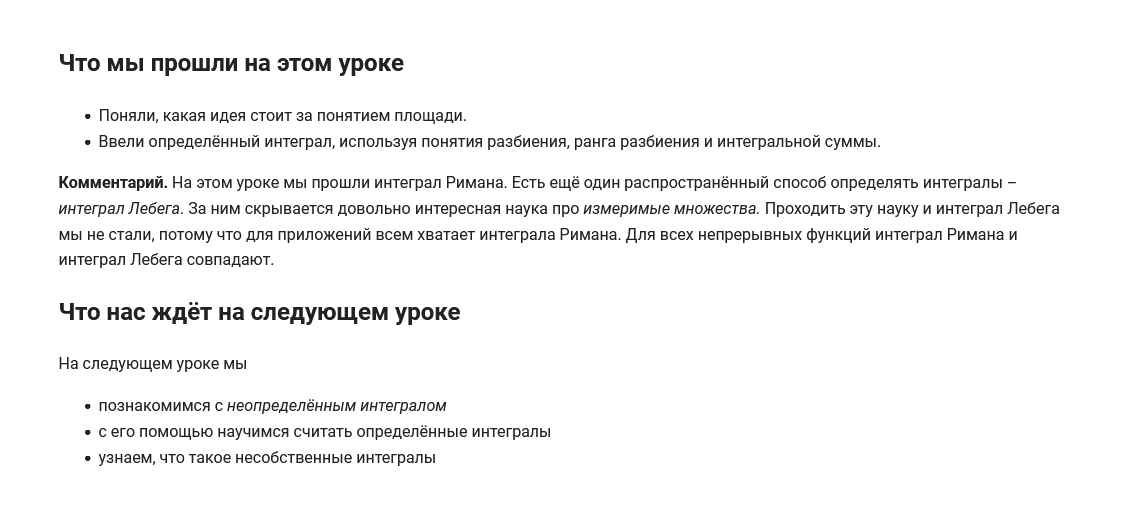 Что мы прошли на этом уроке
• Поняли, какая идея стоит за понятием площади.
• Ввели определённый интеграл, используя понятия разбиения, ранга разбиения и интегральной суммы.
Комментарий. На этом уроке мы прошли интеграл Римана. Есть ещё один распространённый способ определять интегралы –
интеграл Лебега. За ним скрывается довольно интересная наука про измеримые множества. Проходить эту науку и интеграл Лебега
мы не стали, потому что для приложений всем хватает интеграла Римана. Для всех непрерывных функций интеграл Римана и
интеграл Лебега совпадают.
Что нас ждёт на следующем уроке
На следующем уроке мы
• познакомимся с неопределённым интегралом
• с его помощью научимся считать определённые интегралы
• узнаем, что такое несобственные интегралы